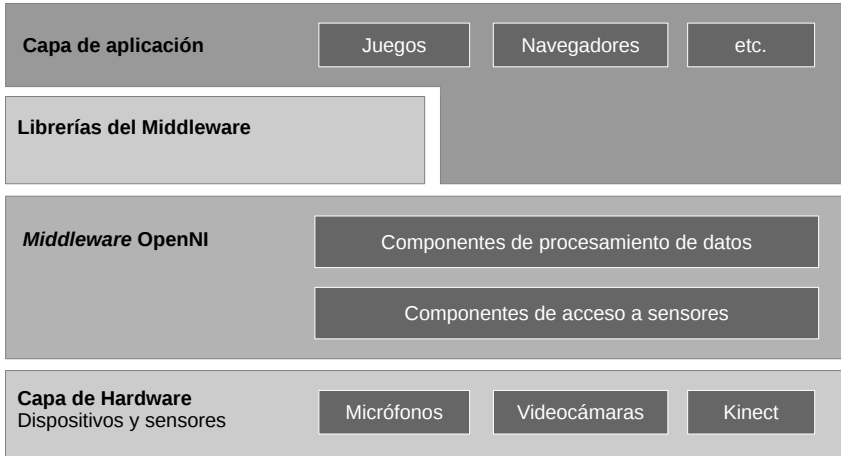 Capa de aplicación
Juegos
Navegadores
etc.
Librerías del Middleware
Middleware OpenNI
Componentes de procesamiento de datos
Componentes de acceso a sensores
Capa de Hardware
Dispositivos y sensores
Micrófonos
Videocámaras
Kinect